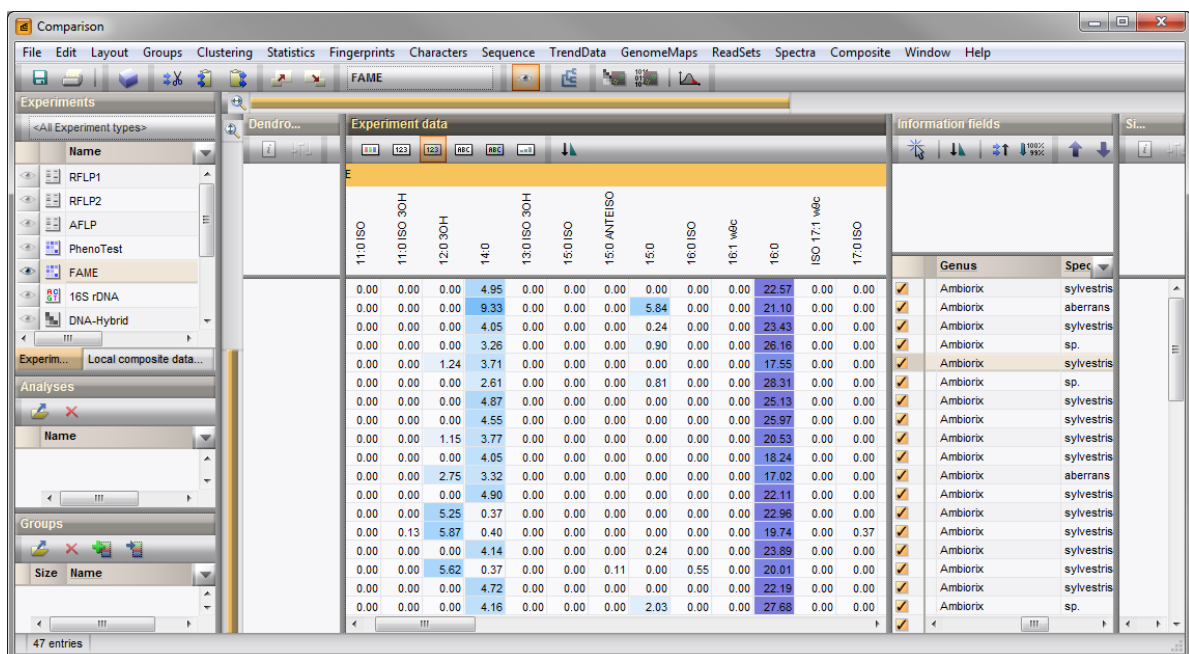 Comparison
File Edit Layout Groups Clustering Statistics Fingerprints Characters Sequence TrendData GenomeMaps ReadSets Spectra Composite Window Help
FAME
Experiments
<All Experiment types>
Name
RFLP1
RFLP2
AFLP
PhenoTest
FAME
16S rDNA
DNA-Hybrid
Experim... Local composite data...
Analyses
Name
Groups
Size Name
47 entries
Dendro...
Experiment data
E
11:0 ISO
11:0 ISO 3OH
12:0 3OH
14:0
13:0 ISO 3OH
15:0 ISO
15:0 ANTEISO
15:0
16:0 ISO
16:1 w9c
16:0
ISO 17:1 w9c
17:0 ISO
0.00 0.00 0.00 4.95 0.00 0.00 0.00 0.00 0.00 0.00 22.57 0.00 0.00
0.00 0.00 0.00 9.33 0.00 0.00 0.00 5.84 0.00 0.00 21.10 0.00 0.00
0.00 0.00 0.00 4.05 0.00 0.00 0.00 0.24 0.00 0.00 23.43 0.00 0.00
0.00 0.00 0.00 3.26 0.00 0.00 0.00 0.90 0.00 0.00 26.16 0.00 0.00
0.00 0.00 1.24 3.71 0.00 0.00 0.00 0.00 0.00 0.00 17.55 0.00 0.00
0.00 0.00 0.00 2.61 0.00 0.00 0.00 0.81 0.00 0.00 28.31 0.00 0.00
0.00 0.00 0.00 4.87 0.00 0.00 0.00 0.00 0.00 0.00 25.13 0.00 0.00
0.00 0.00 0.00 4.55 0.00 0.00 0.00 0.00 0.00 0.00 25.97 0.00 0.00
0.00 0.00 1.15 3.77 0.00 0.00 0.00 0.00 0.00 0.00 20.53 0.00 0.00
0.00 0.00 0.00 4.05 0.00 0.00 0.00 0.00 0.00 0.00 18.24 0.00 0.00
0.00 0.00 2.75 3.32 0.00 0.00 0.00 0.00 0.00 0.00 17.02 0.00 0.00
0.00 0.00 0.00 4.90 0.00 0.00 0.00 0.00 0.00 0.00 22.11 0.00 0.00
0.00 0.00 5.25 0.37 0.00 0.00 0.00 0.00 0.00 0.00 22.96 0.00 0.00
0.00 0.13 5.87 0.40 0.00 0.00 0.00 0.00 0.00 0.00 19.74 0.00 0.37
0.00 0.00 0.00 4.14 0.00 0.00 0.00 0.24 0.00 0.00 23.89 0.00 0.00
0.00 0.00 5.62 0.37 0.00 0.00 0.11 0.00 0.55 0.00 20.01 0.00 0.00
0.00 0.00 0.00 4.72 0.00 0.00 0.00 0.00 0.00 0.00 22.19 0.00 0.00
0.00 0.00 0.00 4.16 0.00 0.00 0.00 2.03 0.00 0.00 27.68 0.00 0.00
Information fields
Genus Spec
Ambiorix sylvestris
Ambiorix aberrans
Ambiorix sylvestris
Ambiorix sp.
Ambiorix sylvestris
Ambiorix sp.
Ambiorix sylvestris
Ambiorix sylvestris
Ambiorix sylvestris
Ambiorix sylvestris
Ambiorix aberrans
Ambiorix sylvestris
Ambiorix sylvestris
Ambiorix sylvestris
Ambiorix sylvestris
Ambiorix sylvestris
Ambiorix sylvestris
Ambiorix sp.
Si...